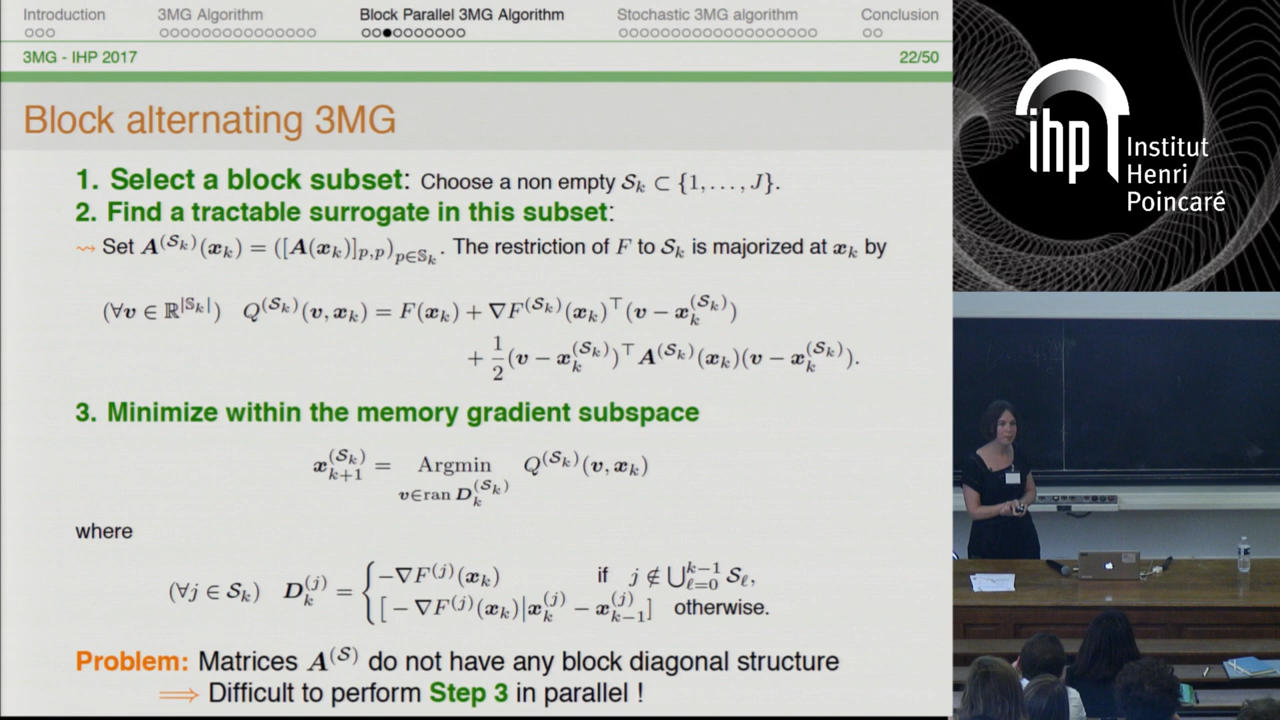 Introduction 3MG Algorithm Block Parallel 3MG Algorithm Stochastic 3MG algorithm Conclusion
3MG - IHP 2017 22/50
Block alternating 3MG
1. Select a block subset: Choose a non empty 𝒮ₖ ⊂ {1, . . . , J}.
2. Find a tractable surrogate in this subset:
⇝ Set A^(𝒮ₖ)(xₖ) = ([A(xₖ)]_{p,p})_{p∈𝕊ₖ}. The restriction of F to 𝒮ₖ is majorized at xₖ by
(∀v ∈ ℝ^{|𝕊ₖ|}) Q^(𝒮ₖ)(v, xₖ) = F(xₖ) + ∇F^(𝒮ₖ)(xₖ)^⊤(v − xₖ^(𝒮ₖ))
+ 1/2 (v − xₖ^(𝒮ₖ))^⊤ A^(𝒮ₖ)(xₖ)(v − xₖ^(𝒮ₖ)).
3. Minimize within the memory gradient subspace
x_{k+1}^(𝒮ₖ) = Argmin Q^(𝒮ₖ)(v, xₖ)
v∈ran Dₖ^(𝒮ₖ)
where
(∀j ∈ 𝒮ₖ) Dₖ^(j) = { −∇F^(j)(xₖ) if j ∉ ⋃_{ℓ=0}^{k−1} 𝒮_ℓ,
[ − ∇F^(j)(xₖ)|xₖ^(j) − x_{k−1}^(j)] otherwise.
Problem: Matrices A^(𝒮) do not have any block diagonal structure
⟹ Difficult to perform Step 3 in parallel !
ihp
Institut
Henri
Poincaré